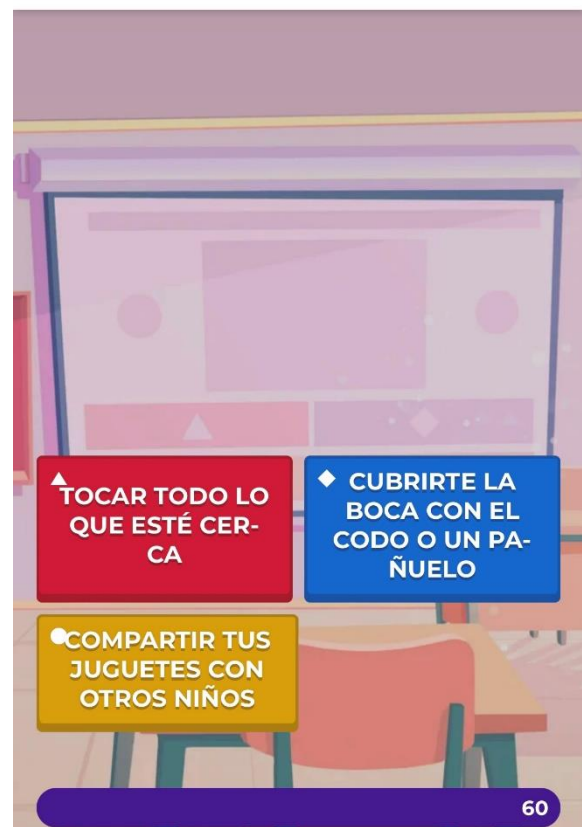 TOCAR TODO LO
QUE ESTÉ CER-
CA
CUBRIRTE LA
BOCA CON EL
CODO O UN PA-
ÑUELO
COMPARTIR TUS
JUGUETES CON
OTROS NIÑOS
60